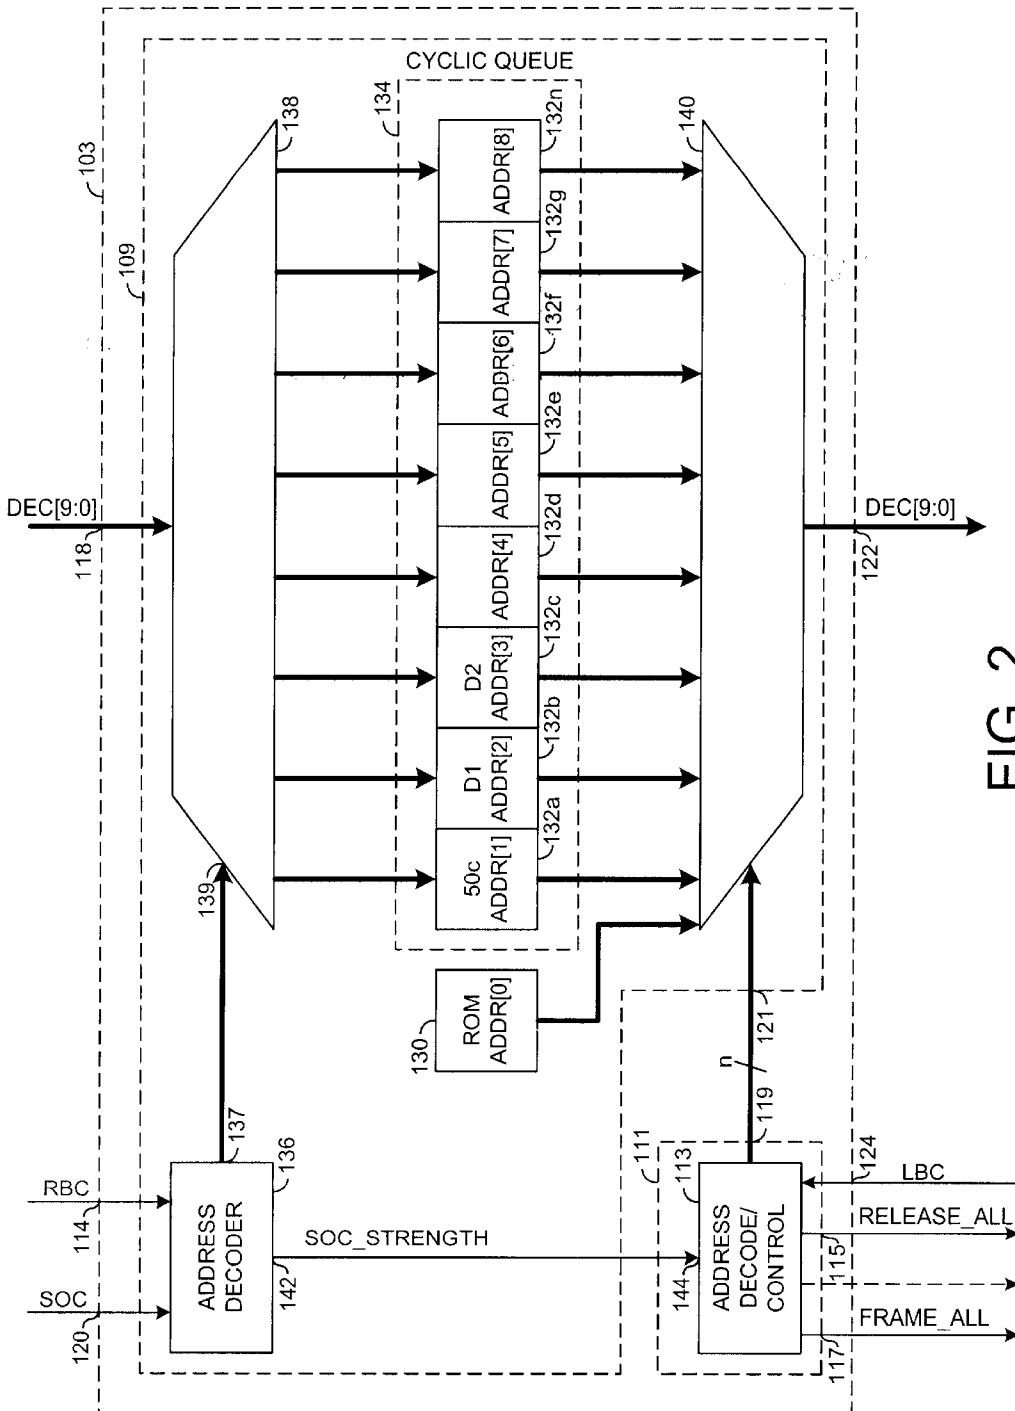 103
109
CYCLIC QUEUE
134
138
DEC[9:0]
118
139
RBC
114
SOC
120
137
136
ADDRESS
DECODER
142
SOC_STRENGTH
144
130
ROM
ADDR[0]
50c
ADDR[1]
132a
D1
ADDR[2]
132b
D2
ADDR[3]
132c
ADDR[4]
132d
ADDR[5]
132e
ADDR[6]
132f
ADDR[7]
132g
ADDR[8]
132n
140
DEC[9:0]
122
111
113
ADDRESS
DECODE/
CONTROL
119
n
121
124
LBC
RELEASE_ALL
115
FRAME_ALL
117
FIG. 2